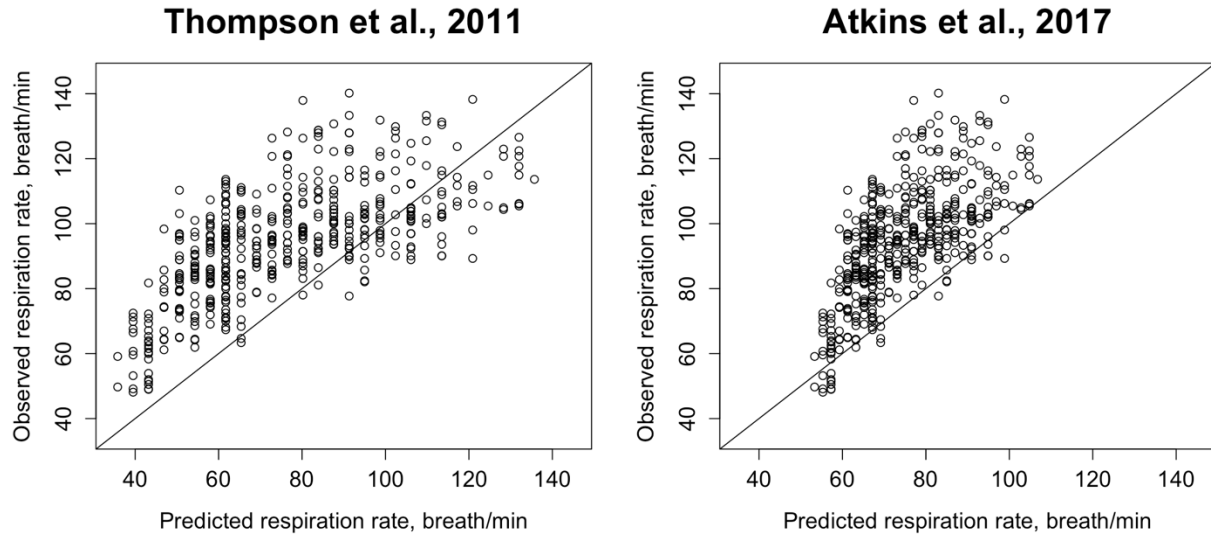 Thompson et al., 2011
Observed respiration rate, breath/min
140
120
100
80
60
40
40 60 80 100 120 140
Predicted respiration rate, breath/min
Atkins et al., 2017
Observed respiration rate, breath/min
140
120
100
80
60
40
40 60 80 100 120 140
Predicted respiration rate, breath/min